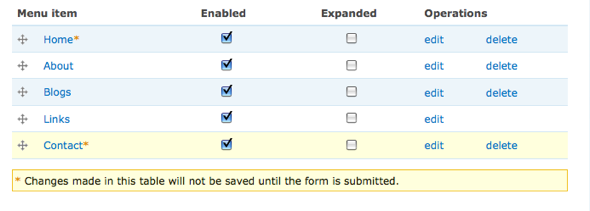 Menu item Enabled Expanded Operations
Home* edit delete
About edit delete
Blogs edit delete
Links edit
Contact* edit delete
* Changes made in this table will not be saved until the form is submitted.